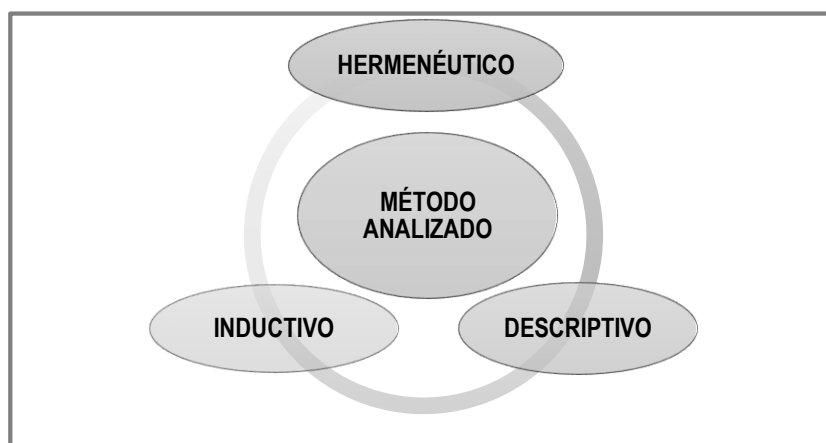 HERMENÉUTICO
MÉTODO
ANALIZADO
INDUCTIVO
DESCRIPTIVO